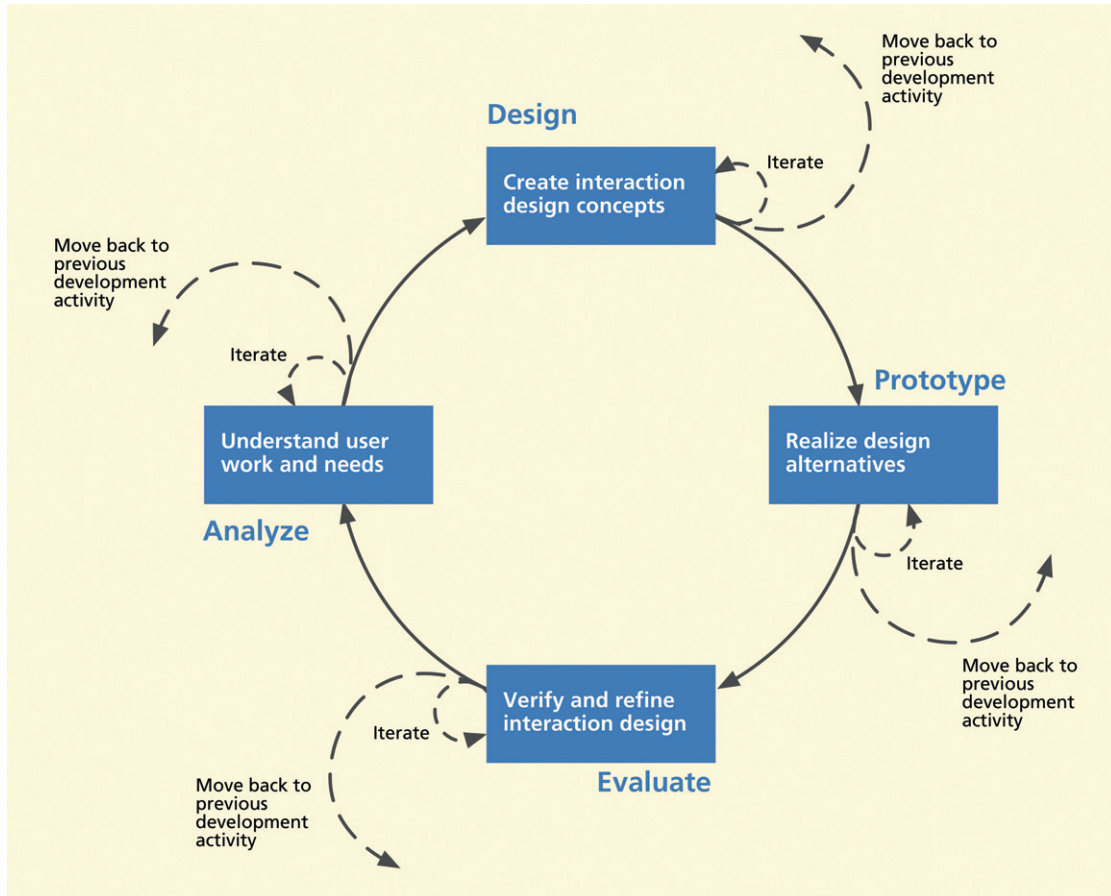 Design
Create interaction
design concepts
Iterate
Move back to
previous
development
activity
Prototype
Realize design
alternatives
Iterate
Move back to
previous
development
activity
Verify and refine
interaction design
Evaluate
Iterate
Move back to
previous
development
activity
Understand user
work and needs
Analyze
Iterate
Move back to
previous
development
activity